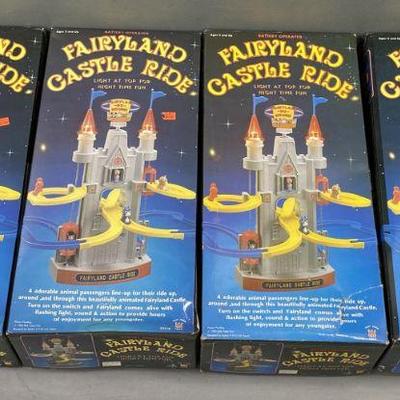 Ages 3 and Up
BATTERY OPERATED
FAIRYLAND
CASTLE RIDE
LIGHT AT TOP FOR
NIGHT TIME FUN
FAIRYLAND
FAIRYLAND CASTLE RIDE
4 adorable animal passengers line-up for their ride up,
around and through this beautifully animated Fairyland Castle.
Turn on the switch and Fairyland comes alive with
flashing light, sound & action to provide hours
of enjoyment for any youngster.
FAIRYLAND
CASTLE RIDE
BATTERY OPERATED
FAIRYLAND
CASTLE RIDE
LIGHT AT TOP FOR
NIGHT TIME FUN
FAIRYLAND
FAIRYLAND CASTLE RIDE
4 adorable animal passengers line-up for their ride up,
around and through this beautifully animated Fairyland Castle.
Turn on the switch and Fairyland comes alive with
flashing light, sound & action to provide hours
of enjoyment for any youngster.
FAIRYLAND
CASTLE RIDE